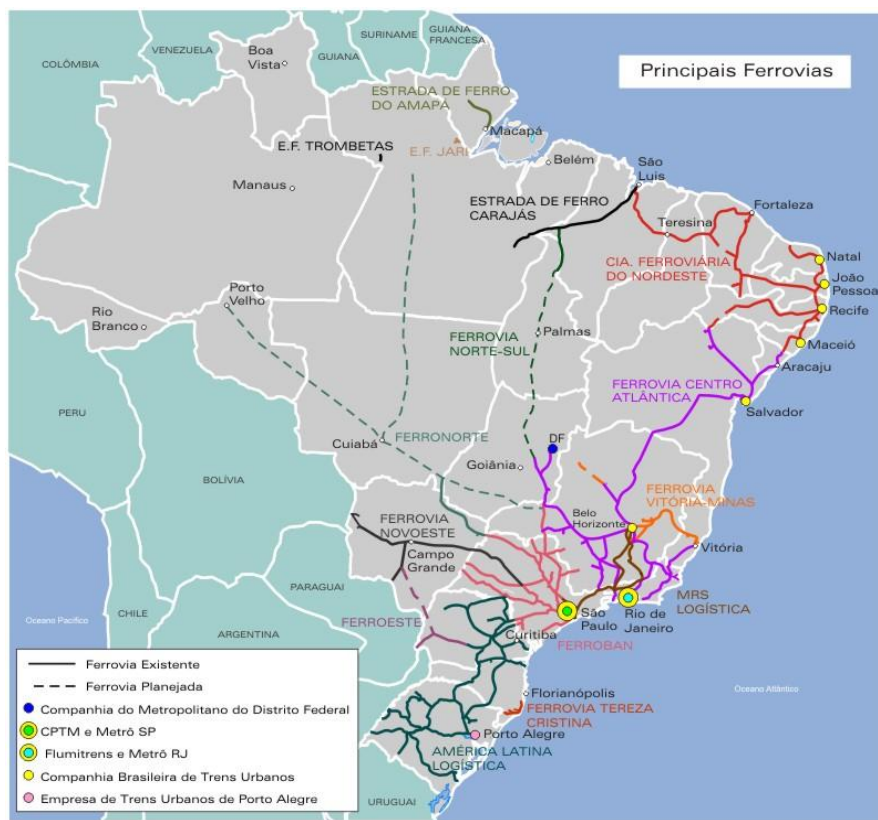 Principais Ferrovias
COLÔMBIA
VENEZUELA
GUIANA
SURINAME
GUIANA
FRANCESA
Boa
Vista
ESTRADA DE FERRO
DO AMAPÁ
Macapá
E.F. TROMBETAS
E.F. JARI
Belém
São
Luis
Manaus
ESTRADA DE FERRO
CARAJÁS
Teresina
Fortaleza
CIA. FERROVIÁRIA
DO NORDESTE
Natal
João
Pessoa
Recife
Porto
Velho
Rio
Branco
FERROVIA
NORTE-SUL
Palmas
Maceió
Aracaju
FERROVIA CENTRO
ATLÂNTICA
Salvador
PERU
Cuiabá
FERRONORTE
DF
Goiânia
BOLÍVIA
FERROVIA
VITÓRIA-MINAS
Belo
Horizonte
Vitória
FERROVIA
NOVOESTE
Campo
Grande
MRS
LOGÍSTICA
PARAGUAI
São
Paulo
Rio de
Janeiro
FERROESTE
Curitiba
FERROBAN
CHILE
Oceano Pacífico
ARGENTINA
Florianópolis
Oceano Atlântico
FERROVIA TEREZA
CRISTINA
Porto Alegre
AMÉRICA LATINA
LOGÍSTICA
URUGUAI
Ferrovia Existente
Ferrovia Planejada
Companhia do Metropolitano do Distrito Federal
CPTM e Metrô SP
Flumitrens e Metrô RJ
Companhia Brasileira de Trens Urbanos
Empresa de Trens Urbanos de Porto Alegre